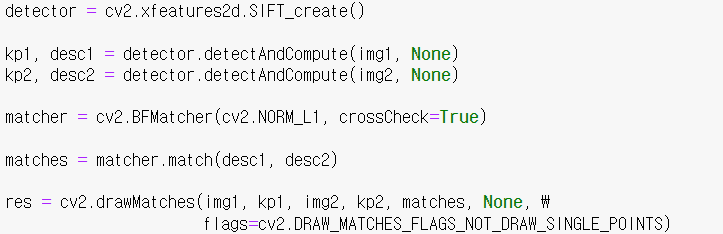 detector = cv2.xfeatures2d.SIFT_create()
kp1, desc1 = detector.detectAndCompute(img1, None)
kp2, desc2 = detector.detectAndCompute(img2, None)
matcher = cv2.BFMatcher(cv2.NORM_L1, crossCheck=True)
matches = matcher.match(desc1, desc2)
res = cv2.drawMatches(img1, kp1, img2, kp2, matches, None, ₩
flags=cv2.DRAW_MATCHES_FLAGS_NOT_DRAW_SINGLE_POINTS)